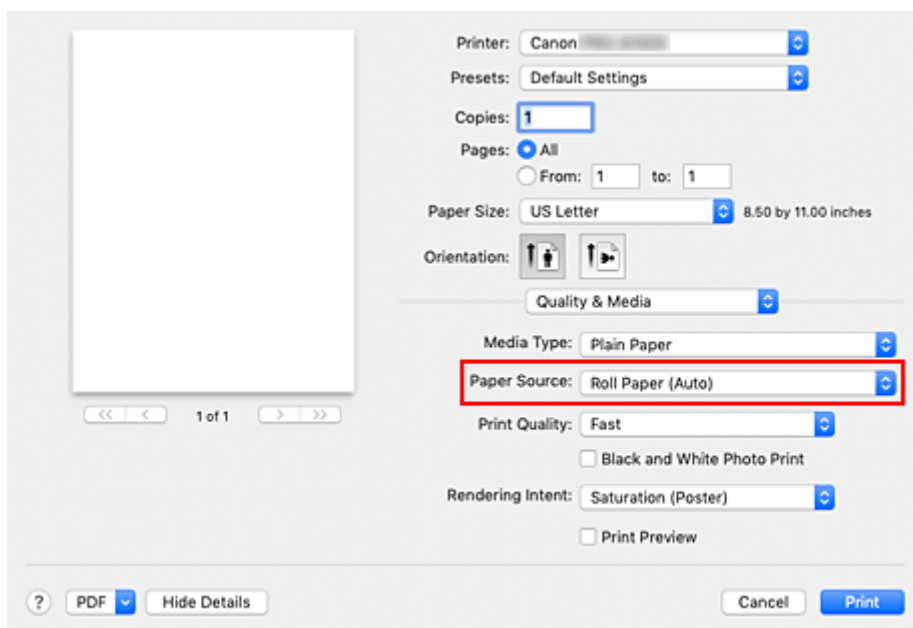 Printer: Canon
Presets: Default Settings
Copies: 1
Pages: All
From: 1 to: 1
Paper Size: US Letter 8.50 by 11.00 inches
Orientation:
Quality & Media
Media Type: Plain Paper
Paper Source: Roll Paper (Auto)
<< < 1 of 1 > >>
Print Quality: Fast
Black and White Photo Print
Rendering Intent: Saturation (Poster)
Print Preview
? PDF Hide Details Cancel Print